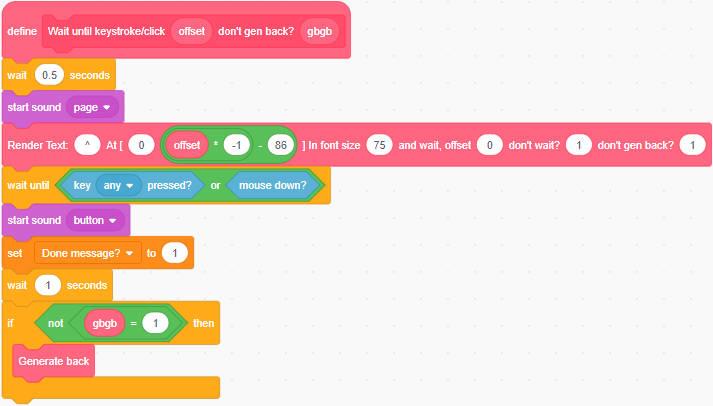 define Wait until keystroke/click offset don't gen back? gbgb
wait 0.5 seconds
start sound page
Render Text: ^ At [ 0 offset * -1 - 86 ] In font size 75 and wait, offset 0 don't wait? 1 don't gen back? 1
wait until key any pressed? or mouse down?
start sound button
set Done message? to 1
wait 1 seconds
if not gbgb = 1 then
Generate back